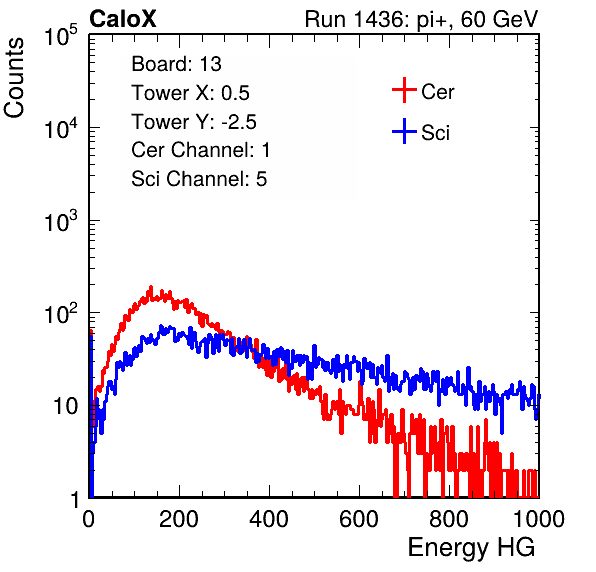 CaloX Run 1436: pi+, 60 GeV
Counts
Board: 13
Tower X: 0.5
Tower Y: -2.5
Cer Channel: 1
Sci Channel: 5
Cer
Sci
10^5
10^4
10^3
10^2
10
1
0 200 400 600 800 1000
Energy HG